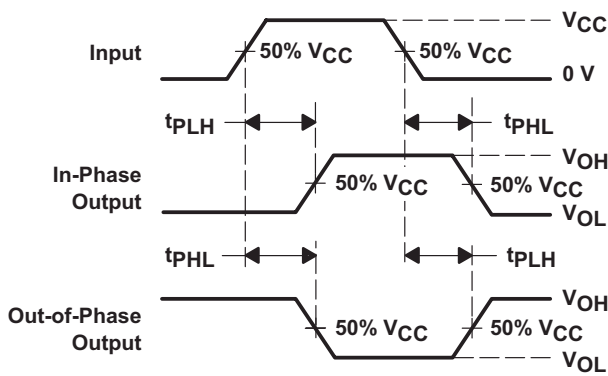 VCC
Input
50% VCC
50% VCC
0 V
tPLH
tPHL
VOH
In-Phase
Output
50% VCC
50% VCC
VOL
tPHL
tPLH
VOH
Out-of-Phase
Output
50% VCC
50% VCC
VOL